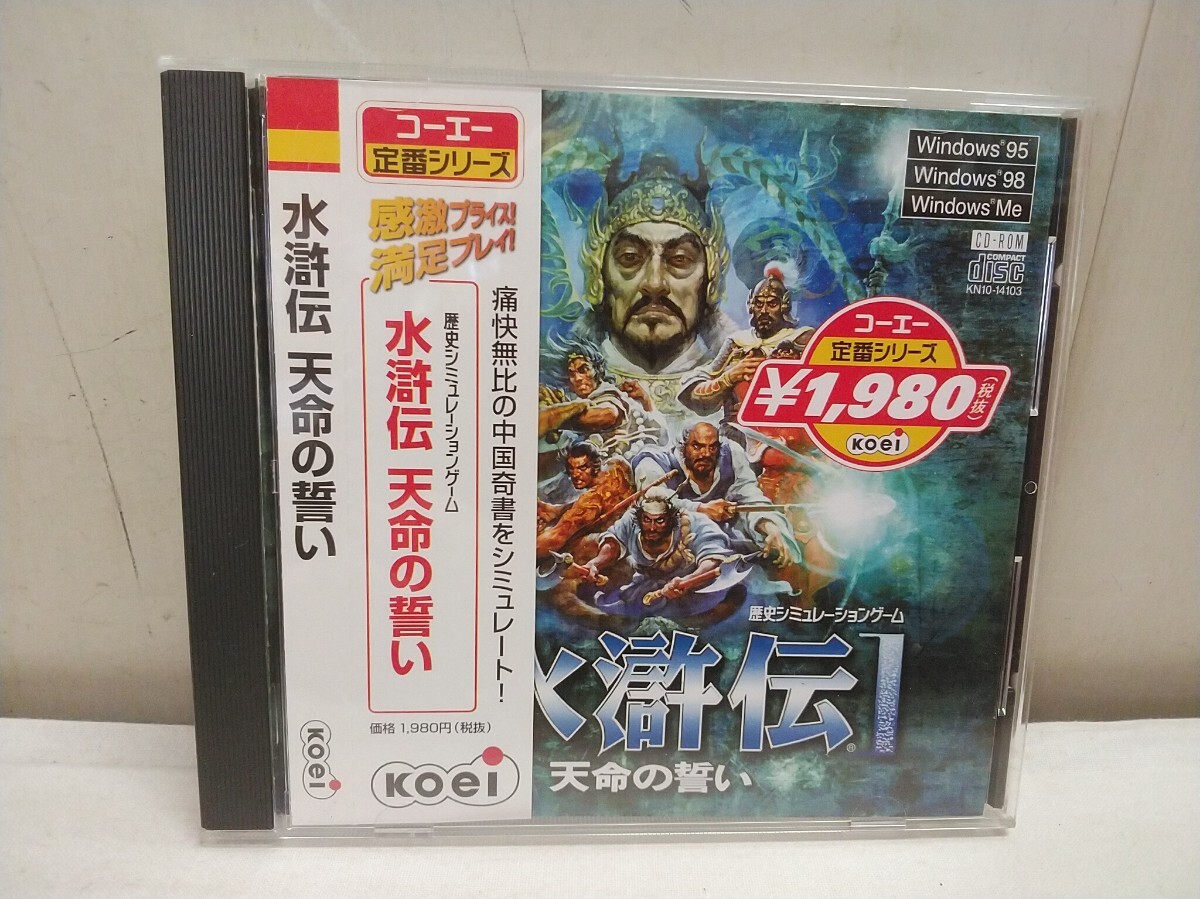 水滸伝 天命の誓い
koei
コーエー
定番シリーズ
感激プライス!
満足プレイ!
痛快無比の中国奇書をシミュレート!
歴史シミュレーションゲーム
水滸伝 天命の誓い
価格 1,980円(税抜)
koei
Windows®95
Windows®98
Windows®Me
CD-ROM
COMPACT
disc
KN10-14103
コーエー
定番シリーズ
¥1,980(税抜)
koei
歴史シミュレーションゲーム
水滸伝®
天命の誓い